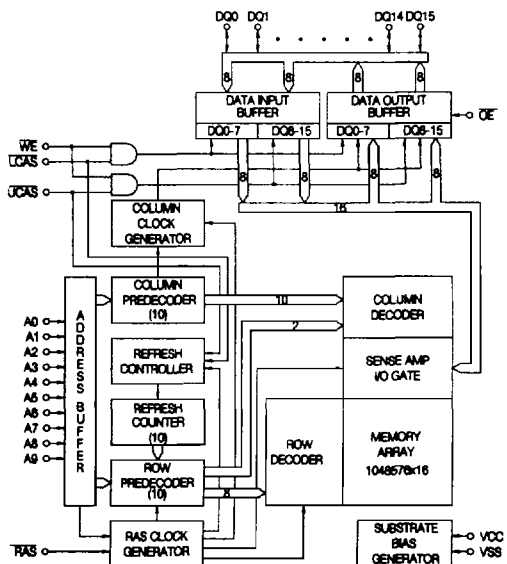 DQ0 DQ1 DQ14 DQ15
8 8 8 8
DATA INPUT
BUFFER
DQ0-7 DQ8-15
DATA OUTPUT
BUFFER
DQ0-7 DQ8-15
OE
WE
LCAS
UCAS
8 8 8 8
16
COLUMN
CLOCK
GENERATOR
COLUMN
PREDECODER
(10)
10
2
COLUMN
DECODER
A0
A1
A2
A3
A4
A5
A6
A7
A8
A9
ADDRESS BUFFER
REFRESH
CONTROLLER
SENSE AMP
I/O GATE
REFRESH
COUNTER
(10)
ROW
DECODER
MEMORY
ARRAY
1048576x16
ROW
PREDECODER
(10)
8
RAS
RAS CLOCK
GENERATOR
SUBSTRATE
BIAS
GENERATOR
VCC
VSS